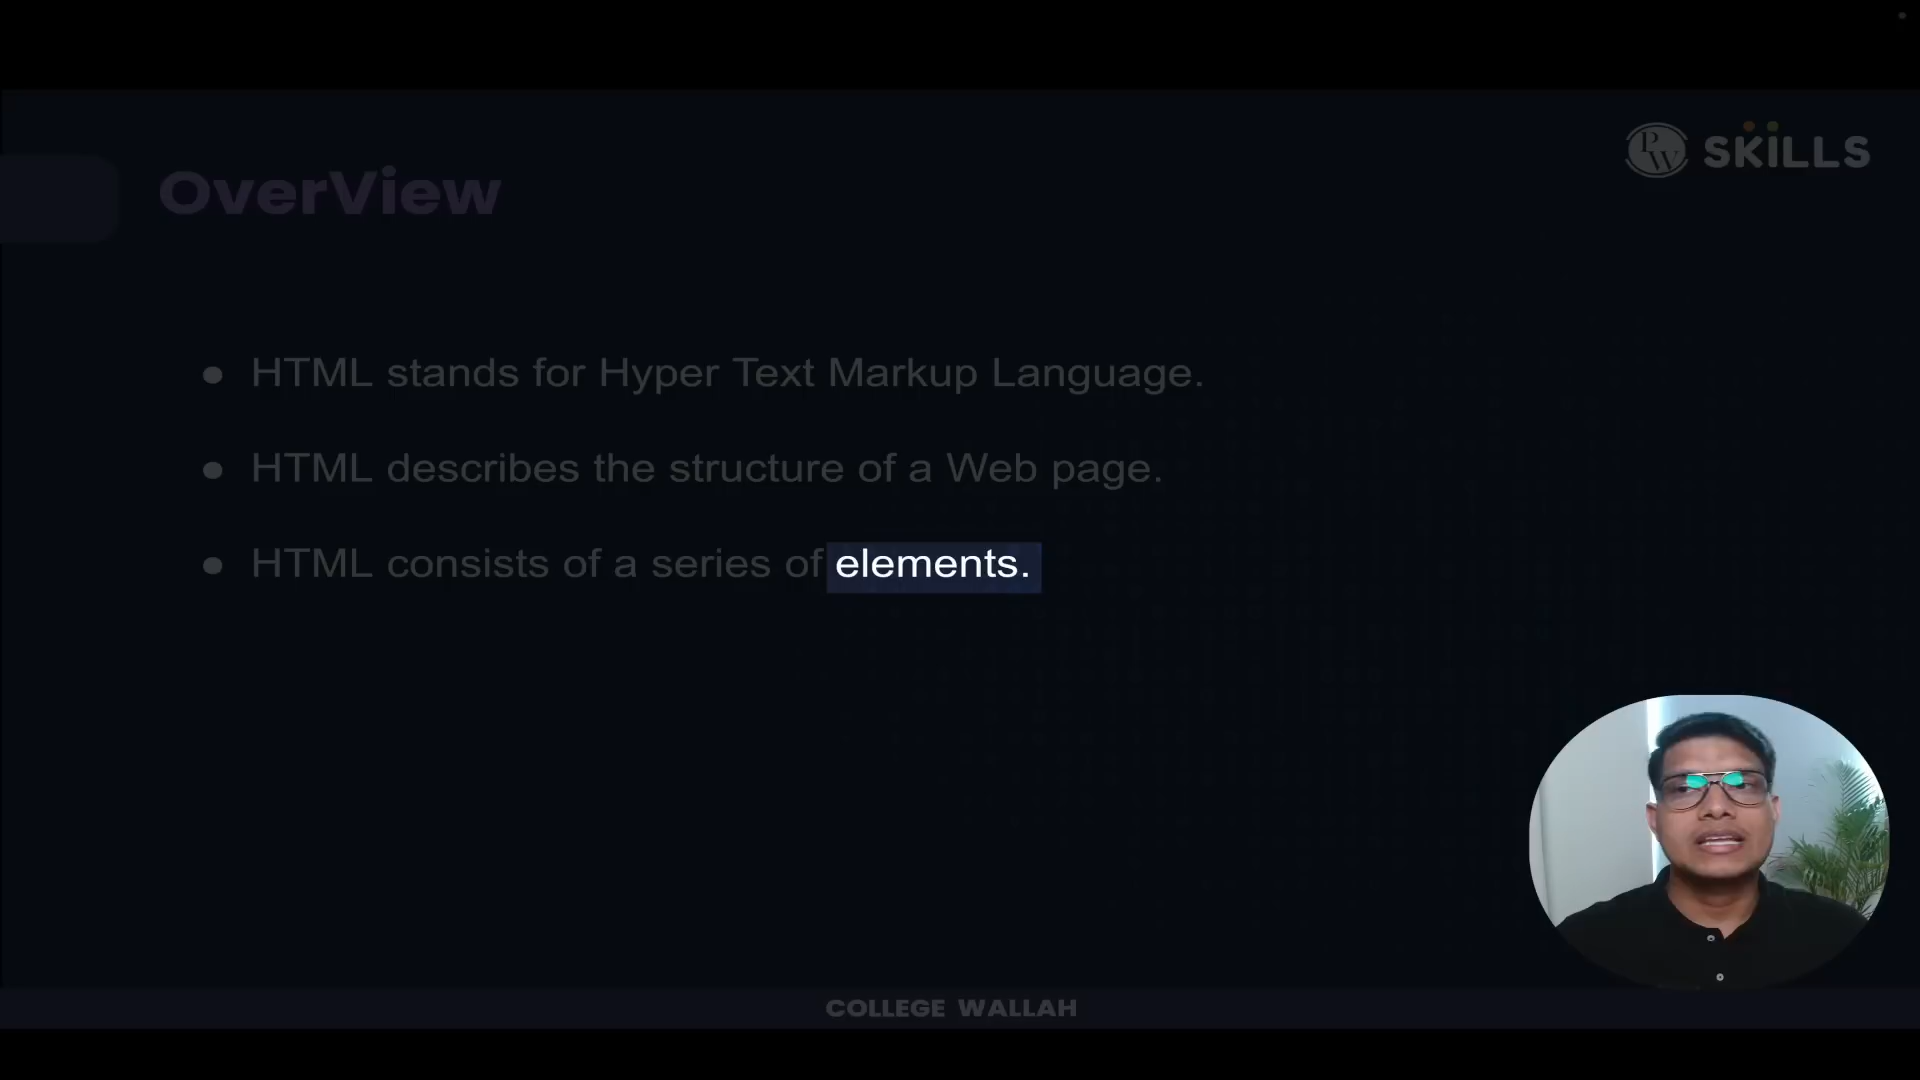 PW SKILLS
OverView
● HTML stands for Hyper Text Markup Language.
● HTML describes the structure of a Web page.
● HTML consists of a series of elements.
COLLEGE WALLAH